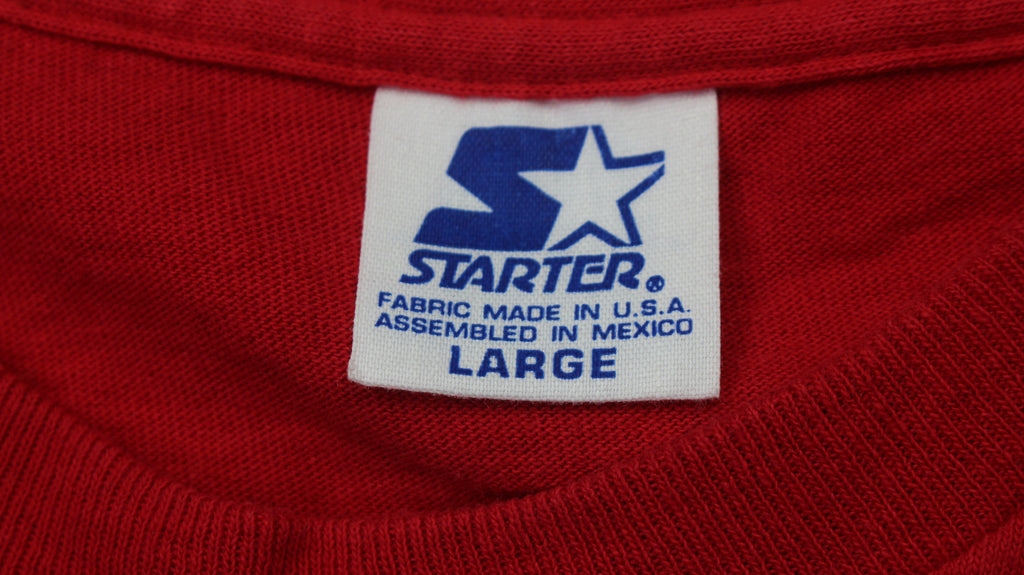 STARTER®
FABRIC MADE IN U.S.A.
ASSEMBLED IN MEXICO
LARGE